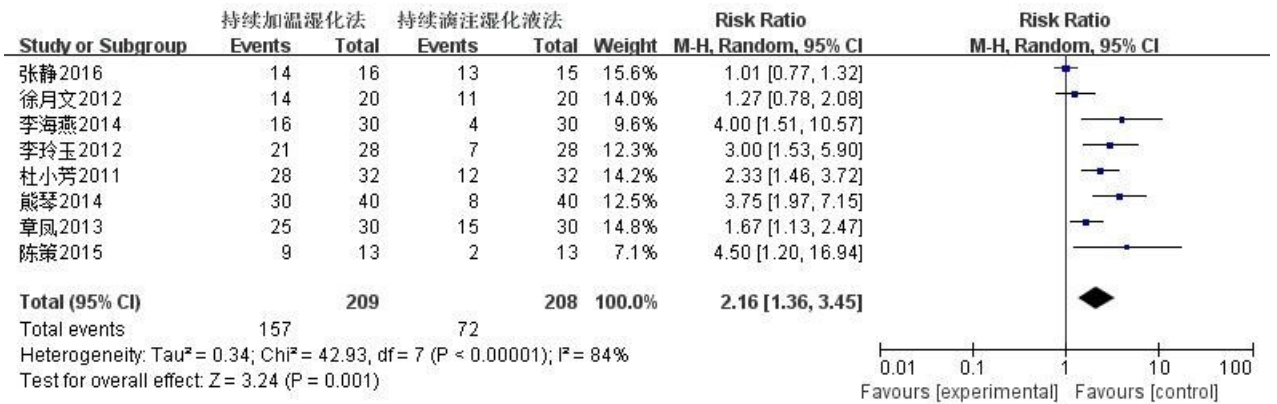 持续加温湿化法 持续滴注湿化液法 Risk Ratio Risk Ratio
Study or Subgroup Events Total Events Total Weight M-H, Random, 95% CI M-H, Random, 95% CI
张静2016 14 16 13 15 15.6% 1.01 [0.77, 1.32]
徐月文2012 14 20 11 20 14.0% 1.27 [0.78, 2.08]
李海燕2014 16 30 4 30 9.6% 4.00 [1.51, 10.57]
李玲玉2012 21 28 7 28 12.3% 3.00 [1.53, 5.90]
杜小芳2011 28 32 12 32 14.2% 2.33 [1.46, 3.72]
熊琴2014 30 40 8 40 12.5% 3.75 [1.97, 7.15]
章凤2013 25 30 15 30 14.8% 1.67 [1.13, 2.47]
陈策2015 9 13 2 13 7.1% 4.50 [1.20, 16.94]
Total (95% CI) 209 208 100.0% 2.16 [1.36, 3.45]
Total events 157 72
Heterogeneity: Tau² = 0.34; Chi² = 42.93, df = 7 (P < 0.00001); I² = 84%
Test for overall effect: Z = 3.24 (P = 0.001)
0.01 0.1 1 10 100
Favours [experimental] Favours [control]